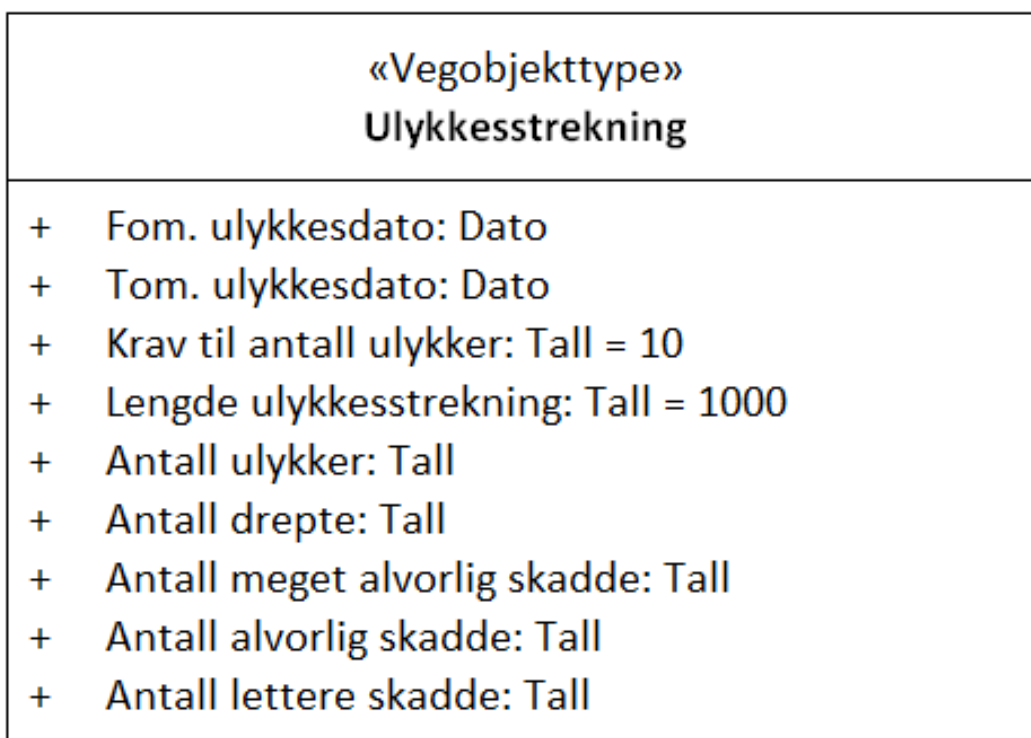 «Vegobjekttype»
Ulykkesstrekning
+ Fom. ulykkesdato: Dato
+ Tom. ulykkesdato: Dato
+ Krav til antall ulykker: Tall = 10
+ Lengde ulykkesstrekning: Tall = 1000
+ Antall ulykker: Tall
+ Antall drepte: Tall
+ Antall meget alvorlig skadde: Tall
+ Antall alvorlig skadde: Tall
+ Antall lettere skadde: Tall